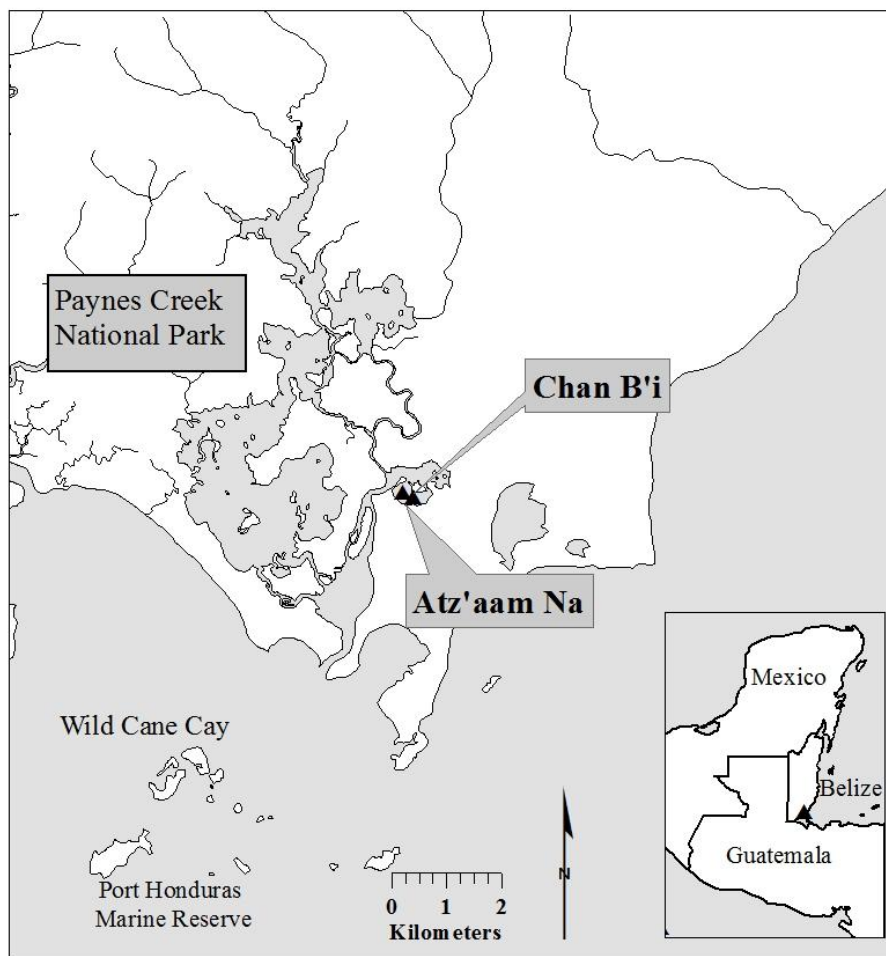 Paynes Creek
National Park
Chan B'i
Atz'aam Na
Wild Cane Cay
Port Honduras
Marine Reserve
0 1 2
Kilometers
N
Mexico
Belize
Guatemala